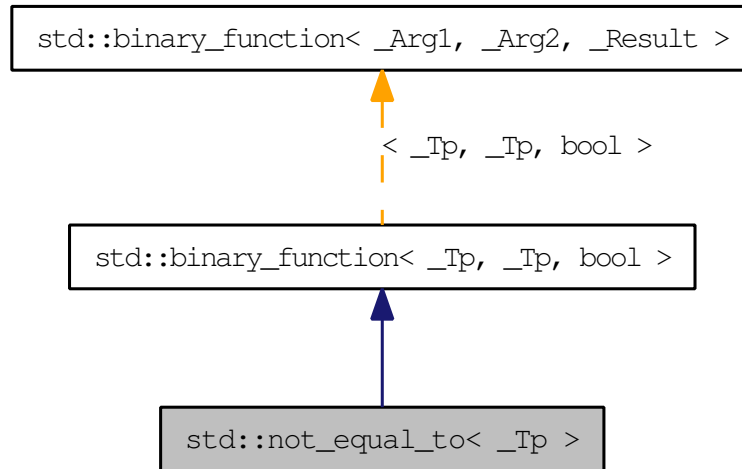 std::binary_function< _Arg1, _Arg2, _Result >
< _Tp, _Tp, bool >
std::binary_function< _Tp, _Tp, bool >
std::not_equal_to< _Tp >